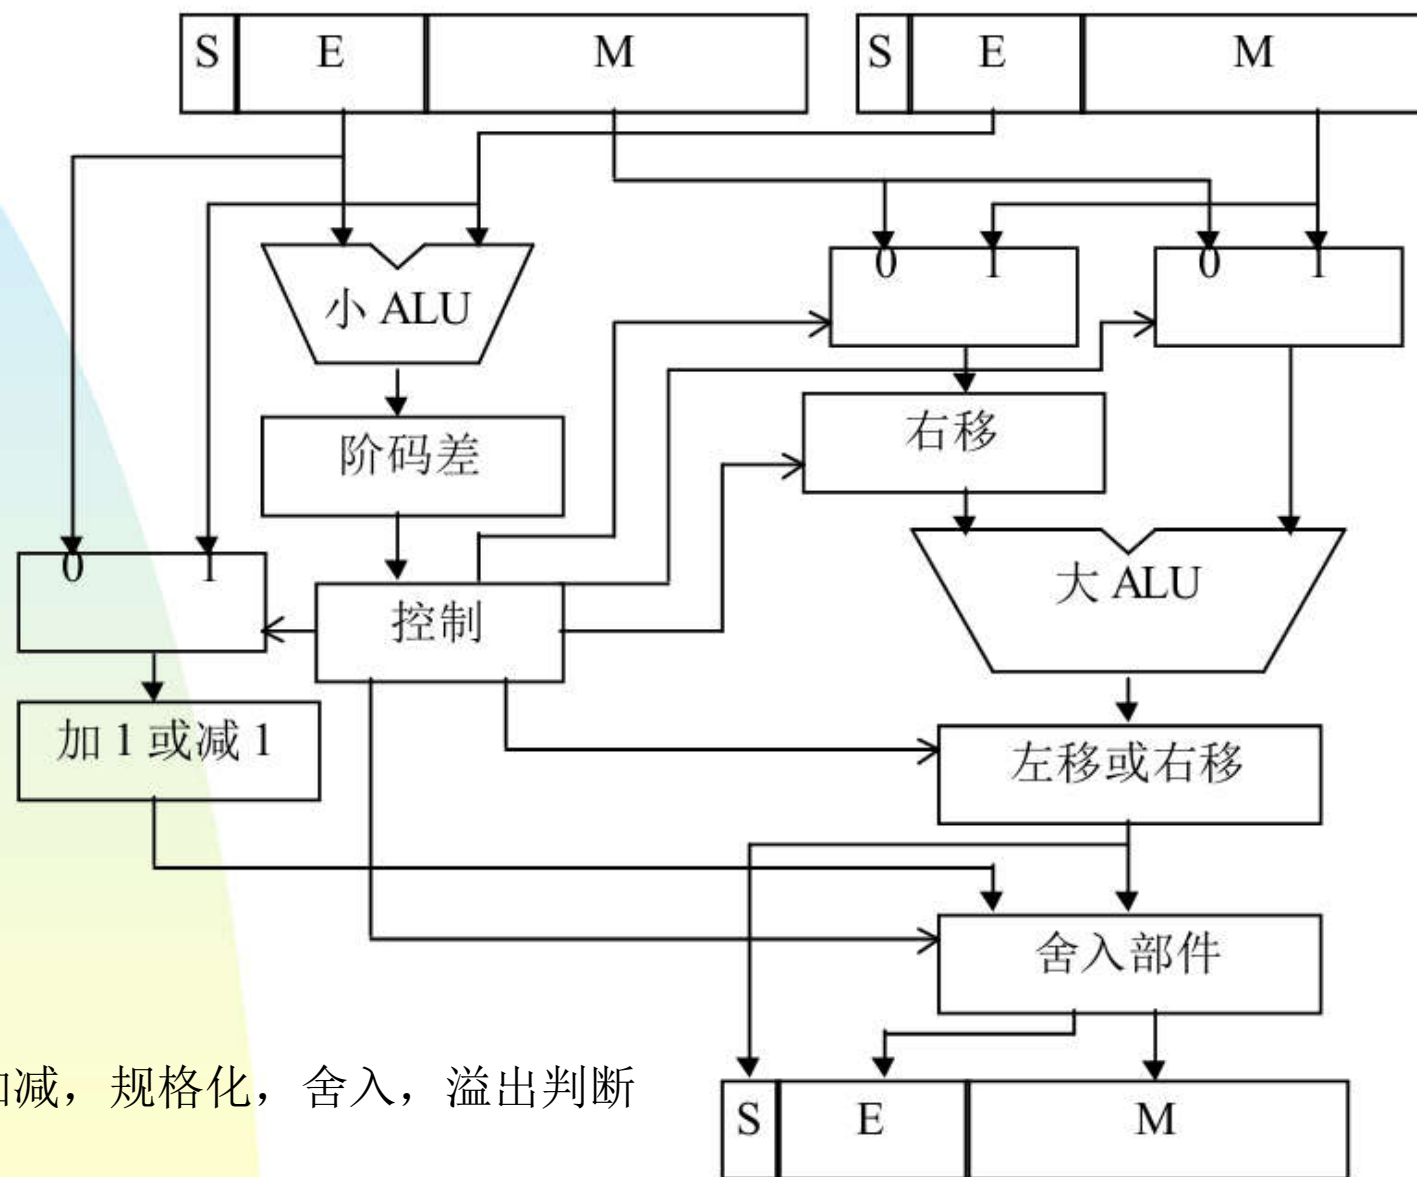 S E M S E M
0 1 0 1
小 ALU
右移
阶码差
0 1
大 ALU
控制
加 1 或减 1
左移或右移
舍入部件
减，规格化，舍入，溢出判断
S E M